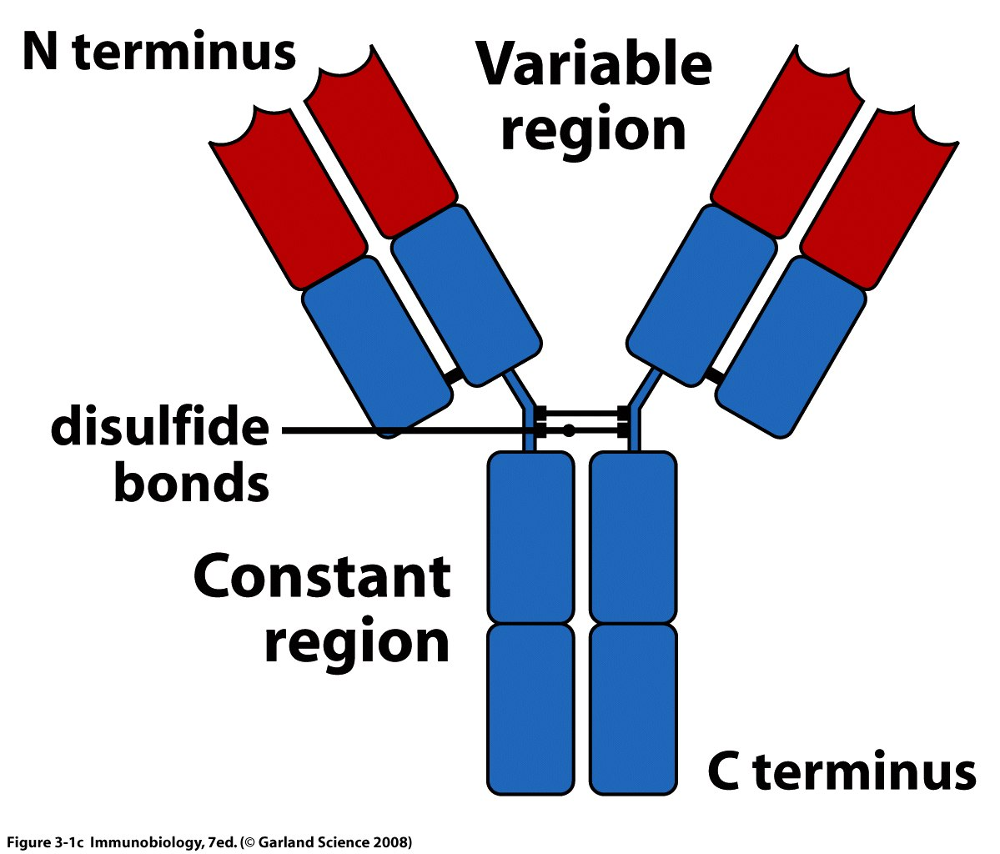 N terminus
Variable
region
disulfide
bonds
Constant
region
C terminus
Figure 3-1c  Immunobiology, 7ed. (© Garland Science 2008)